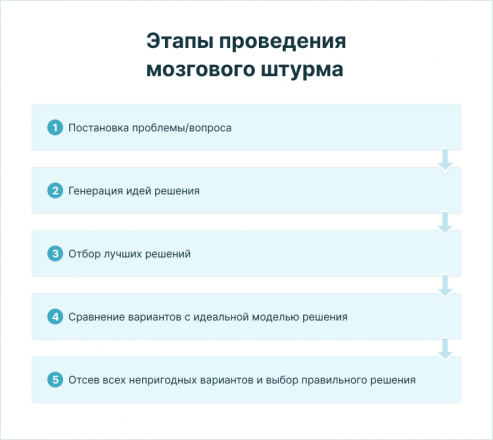 Этапы проведения
мозгового штурма
1 Постановка проблемы/вопроса
2 Генерация идей решения
3 Отбор лучших решений
4 Сравнение вариантов с идеальной моделью решения
5 Отсев всех непригодных вариантов и выбор правильного решения